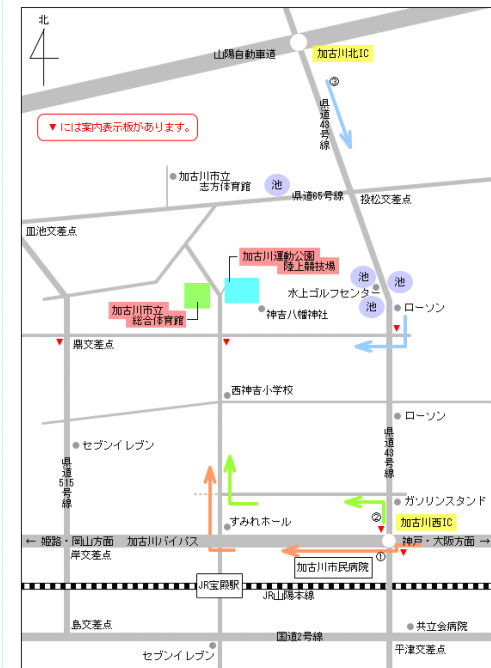 北
山陽自動車道
加古川北IC
③
県道43号線
▼には案内表示板があります。
加古川市立
志方体育館
池
県道65号線
投松交差点
皿池交差点
加古川運動公園
陸上競技場
池
池
水上ゴルフセンター
池
加古川市立
総合体育館
神吉八幡神社
ローソン
鼎交差点
西神吉小学校
ローソン
セブンイレブン
県道43号線
県道515号線
ガソリンスタンド
すみれホール
②
加古川西IC
← 姫路・岡山方面
加古川バイパス
神戸・大阪方面 →
岸交差点
①
加古川市民病院
JR宝殿駅
JR山陽本線
島交差点
国道2号線
共立会病院
セブンイレブン
平津交差点